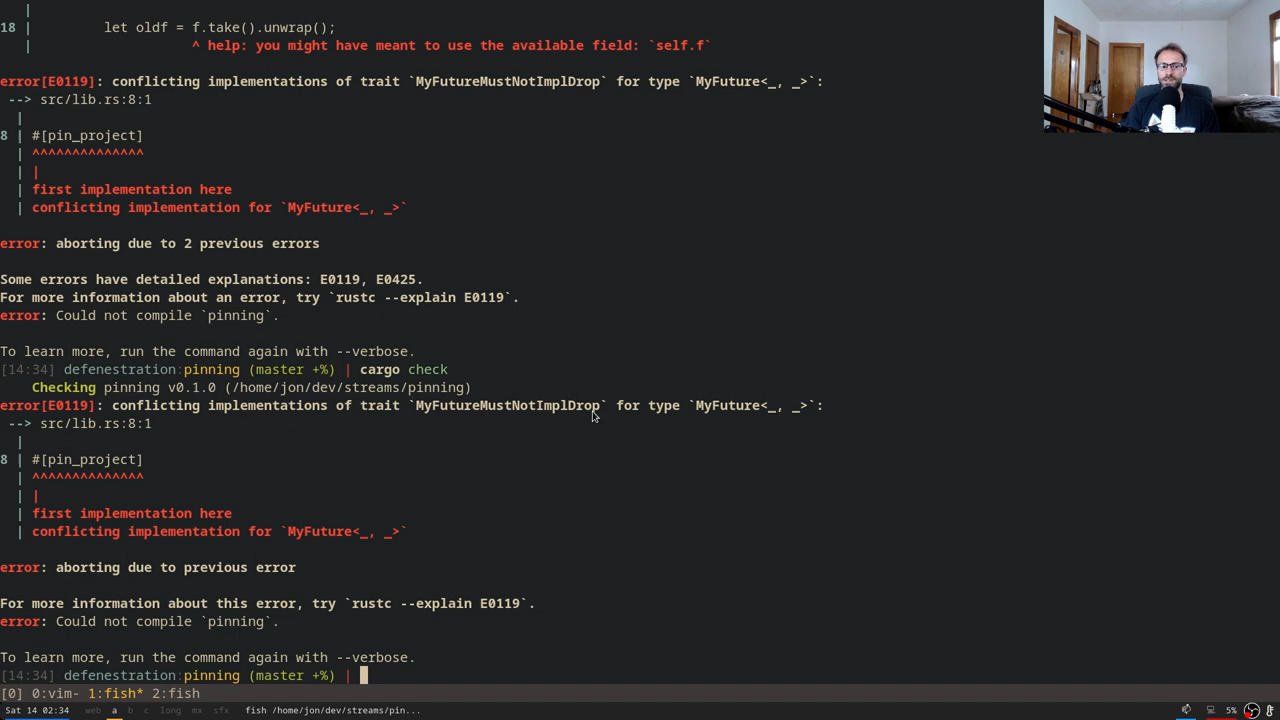 |
18 |         let oldf = f.take().unwrap();
   |                    ^ help: you might have meant to use the available field: `self.f`

error[E0119]: conflicting implementations of trait `MyFutureMustNotImplDrop` for type `MyFuture<_, _>`:
 --> src/lib.rs:8:1
  |
8 | #[pin_project]
  | ^^^^^^^^^^^^^^
  | |
  | first implementation here
  | conflicting implementation for `MyFuture<_, _>`

error: aborting due to 2 previous errors

Some errors have detailed explanations: E0119, E0425.
For more information about an error, try `rustc --explain E0119`.
error: Could not compile `pinning`.

To learn more, run the command again with --verbose.
[14:34] defenestration:pinning (master +%) | cargo check
    Checking pinning v0.1.0 (/home/jon/dev/streams/pinning)
error[E0119]: conflicting implementations of trait `MyFutureMustNotImplDrop` for type `MyFuture<_, _>`:
 --> src/lib.rs:8:1
  |
8 | #[pin_project]
  | ^^^^^^^^^^^^^^
  | |
  | first implementation here
  | conflicting implementation for `MyFuture<_, _>`

error: aborting due to previous error

For more information about this error, try `rustc --explain E0119`.
error: Could not compile `pinning`.

To learn more, run the command again with --verbose.
[14:34] defenestration:pinning (master +%) |
[0] 0:vim- 1:fish* 2:fish
Sat 14 02:34 web a b c long mx sfx fish /home/jon/dev/streams/pin... 5%